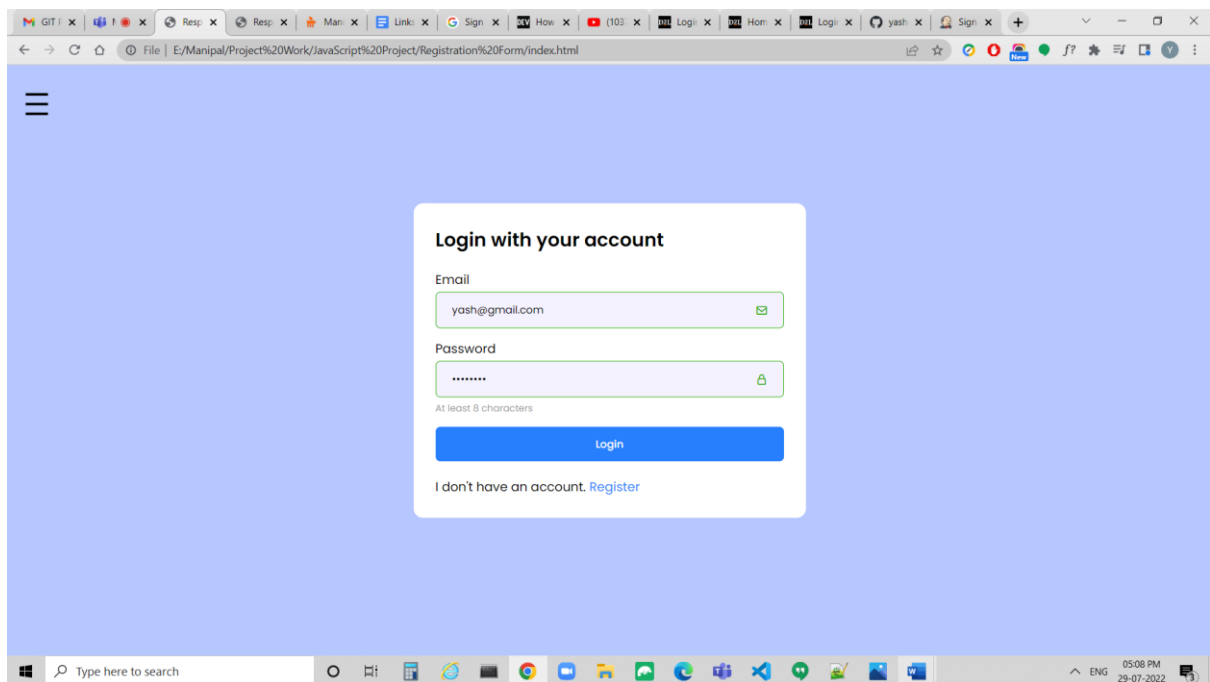 GIT F
N
Resp
Resp
Mani
Links
Sign
How
(103
Logi
Hom
Logi
yash
Sign
File | E:/Manipal/Project%20Work/JavaScript%20Project/Registration%20Form/index.html
f?
New
Y
Login with your account
Email
yash@gmail.com
Password
••••••••
At least 8 characters
Login
I don't have an account. Register
Type here to search
ENG
05:08 PM
29-07-2022